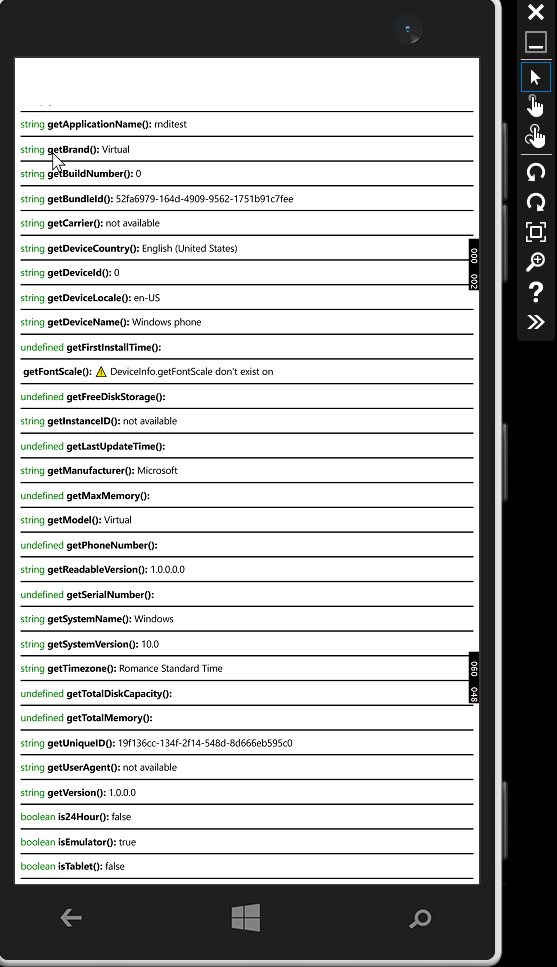 string getApplicationName(): rnditest
string getBrand(): Virtual
string getBuildNumber(): 0
string getBundleId(): 52fa6979-164d-4909-9562-1751b91c7fee
string getCarrier(): not available
string getDeviceCountry(): English (United States)
string getDeviceId(): 0
string getDeviceLocale(): en-US
string getDeviceName(): Windows phone
undefined getFirstInstallTime():
getFontScale(): ⚠ DeviceInfo.getFontScale don't exist on
undefined getFreeDiskStorage():
string getInstanceID(): not available
undefined getLastUpdateTime():
string getManufacturer(): Microsoft
undefined getMaxMemory():
string getModel(): Virtual
undefined getPhoneNumber():
string getReadableVersion(): 1.0.0.0.0
undefined getSerialNumber():
string getSystemName(): Windows
string getSystemVersion(): 10.0
string getTimezone(): Romance Standard Time
undefined getTotalDiskCapacity():
undefined getTotalMemory():
string getUniqueID(): 19f136cc-134f-2f14-548d-8d666eb595c0
string getUserAgent(): not available
string getVersion(): 1.0.0.0
boolean is24Hour(): false
boolean isEmulator(): true
boolean isTablet(): false
000 002
060 048